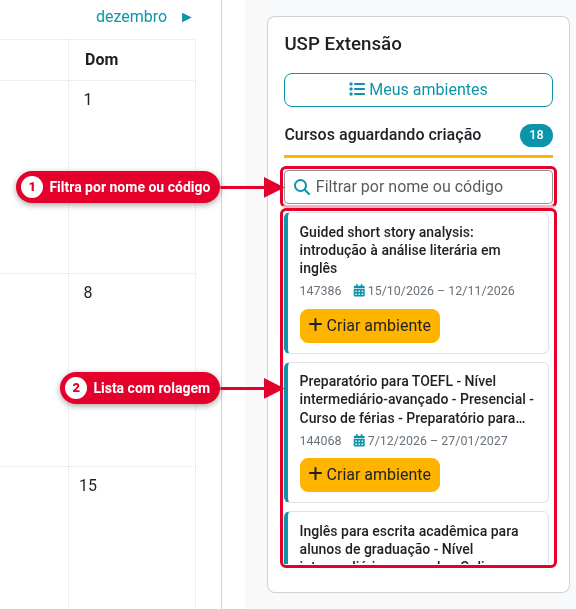 dezembro ►
Dom
1
8
15
1 Filtra por nome ou código
2 Lista com rolagem
USP Extensão
Meus ambientes
Cursos aguardando criação 18
Filtrar por nome ou código
Guided short story analysis:
introdução à análise literária em
inglês
147386 15/10/2026 – 12/11/2026
+ Criar ambiente
Preparatório para TOEFL - Nível
intermediário-avançado - Presencial -
Curso de férias - Preparatório para...
144068 7/12/2026 – 27/01/2027
+ Criar ambiente
Inglês para escrita acadêmica para
alunos de graduação - Nível